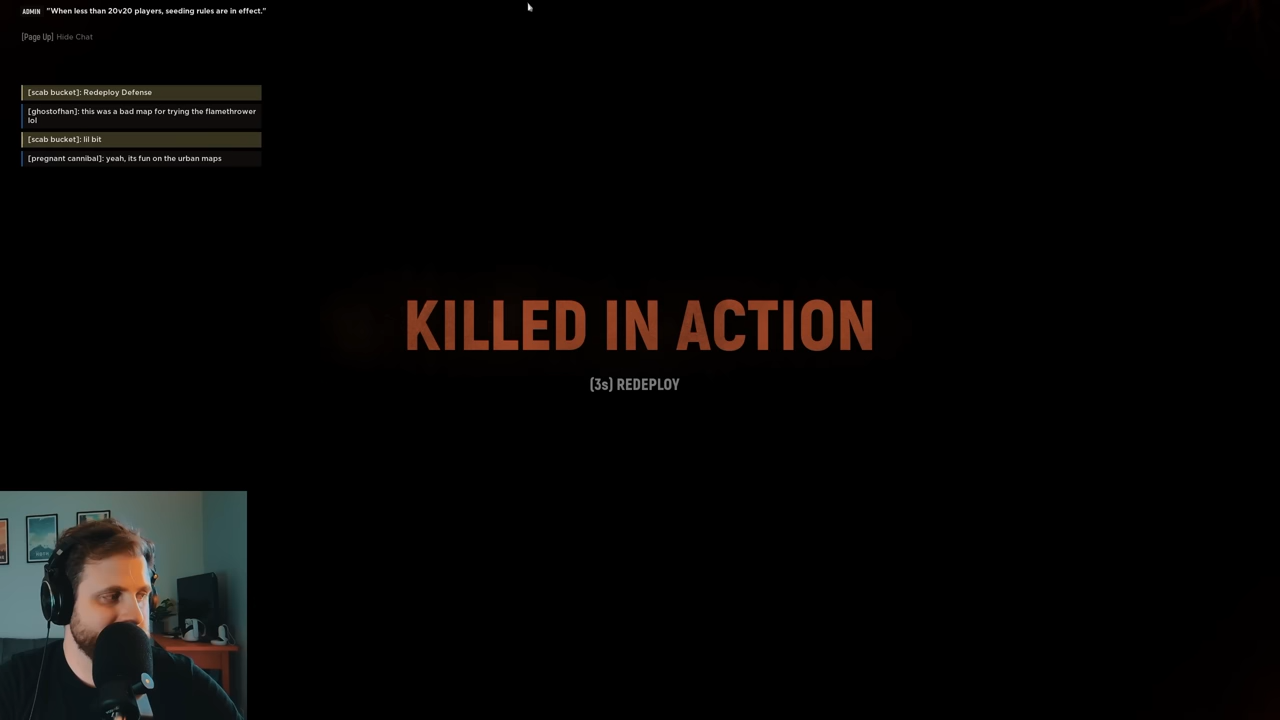 ADMIN "When less than 20v20 players, seeding rules are in effect."
[Page Up] Hide Chat
[scab bucket]: Redeploy Defense
[ghostofhan]: this was a bad map for trying the flamethrower
lol
[scab bucket]: lil bit
[pregnant cannibal]: yeah, its fun on the urban maps
KILLED IN ACTION
(3s) REDEPLOY